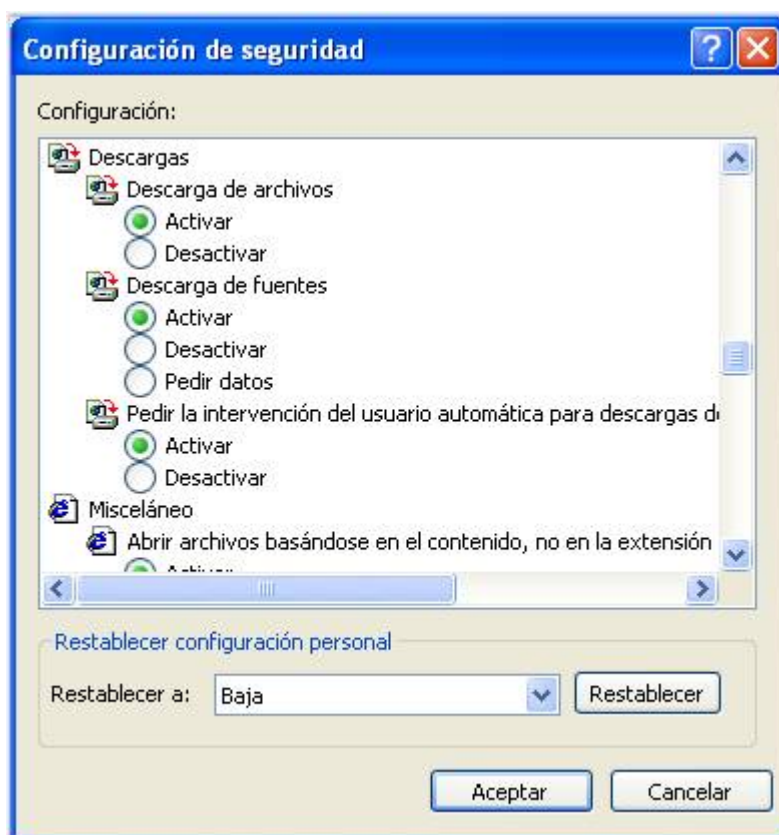 Configuración de seguridad
Configuración:
Descargas
Descarga de archivos
Activar
Desactivar
Descarga de fuentes
Activar
Desactivar
Pedir datos
Pedir la intervención del usuario automática para descargas d
Activar
Desactivar
Misceláneo
Abrir archivos basándose en el contenido, no en la extensión
Activar
Restablecer configuración personal
Restablecer a: Baja Restablecer
Aceptar Cancelar